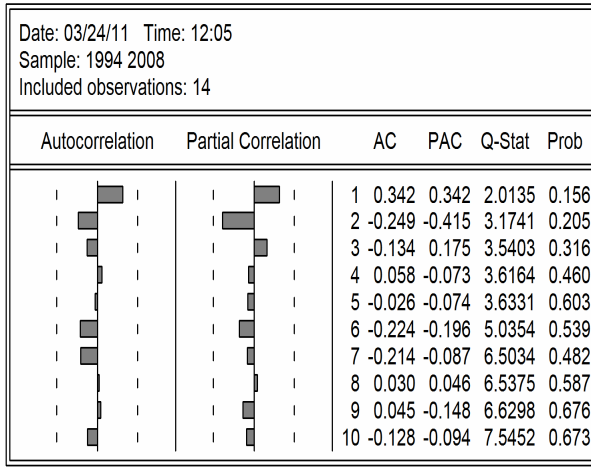 Date: 03/24/11 Time: 12:05
Sample: 1994 2008
Included observations: 14
Autocorrelation Partial Correlation AC PAC Q-Stat Prob
1 0.342 0.342 2.0135 0.156
2 -0.249 -0.415 3.1741 0.205
3 -0.134 0.175 3.5403 0.316
4 0.058 -0.073 3.6164 0.460
5 -0.026 -0.074 3.6331 0.603
6 -0.224 -0.196 5.0354 0.539
7 -0.214 -0.087 6.5034 0.482
8 0.030 0.046 6.5375 0.587
9 0.045 -0.148 6.6298 0.676
10 -0.128 -0.094 7.5452 0.673